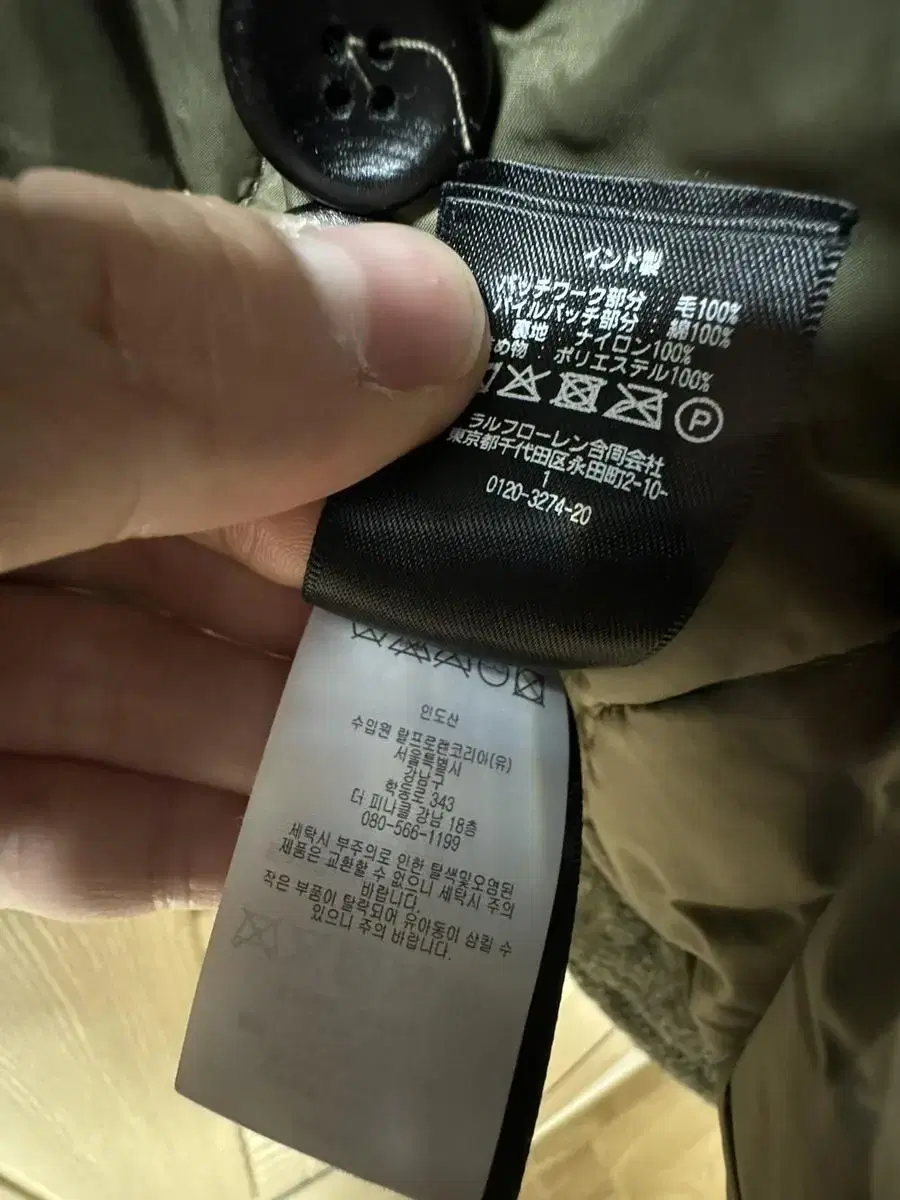 インド製
パッチワーク部分 毛100%
パイルパッチ部分 綿100%
裏地 ナイロン100%
め物 ポリエステル100%
P
ラルフローレン合同会社
東京都千代田区永田町2-10-
1
0120-3274-20
인도산
수입원 랄프로렌코리아(유)
서울특별시
강남구
학동로 343
더 피나클 강남 18층
080-566-1199
세탁시 부주의로 인한 탈색및오염된
제품은 교환할 수 없으니 세탁시 주의
바랍니다.
작은 부품이 탈락되어 유아동이 삼킬 수
있으니 주의 바랍니다.